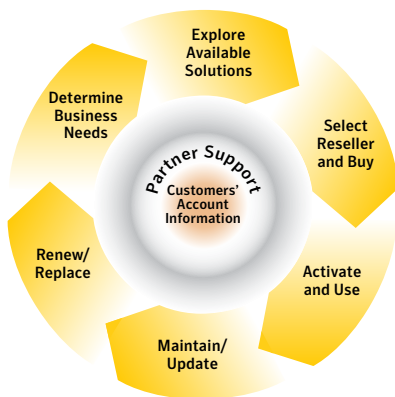 Explore
Available
Solutions
Determine
Business
Needs
Select
Reseller
and Buy
Partner Support
Customers'
Account
Information
Renew/
Replace
Activate
and Use
Maintain/
Update